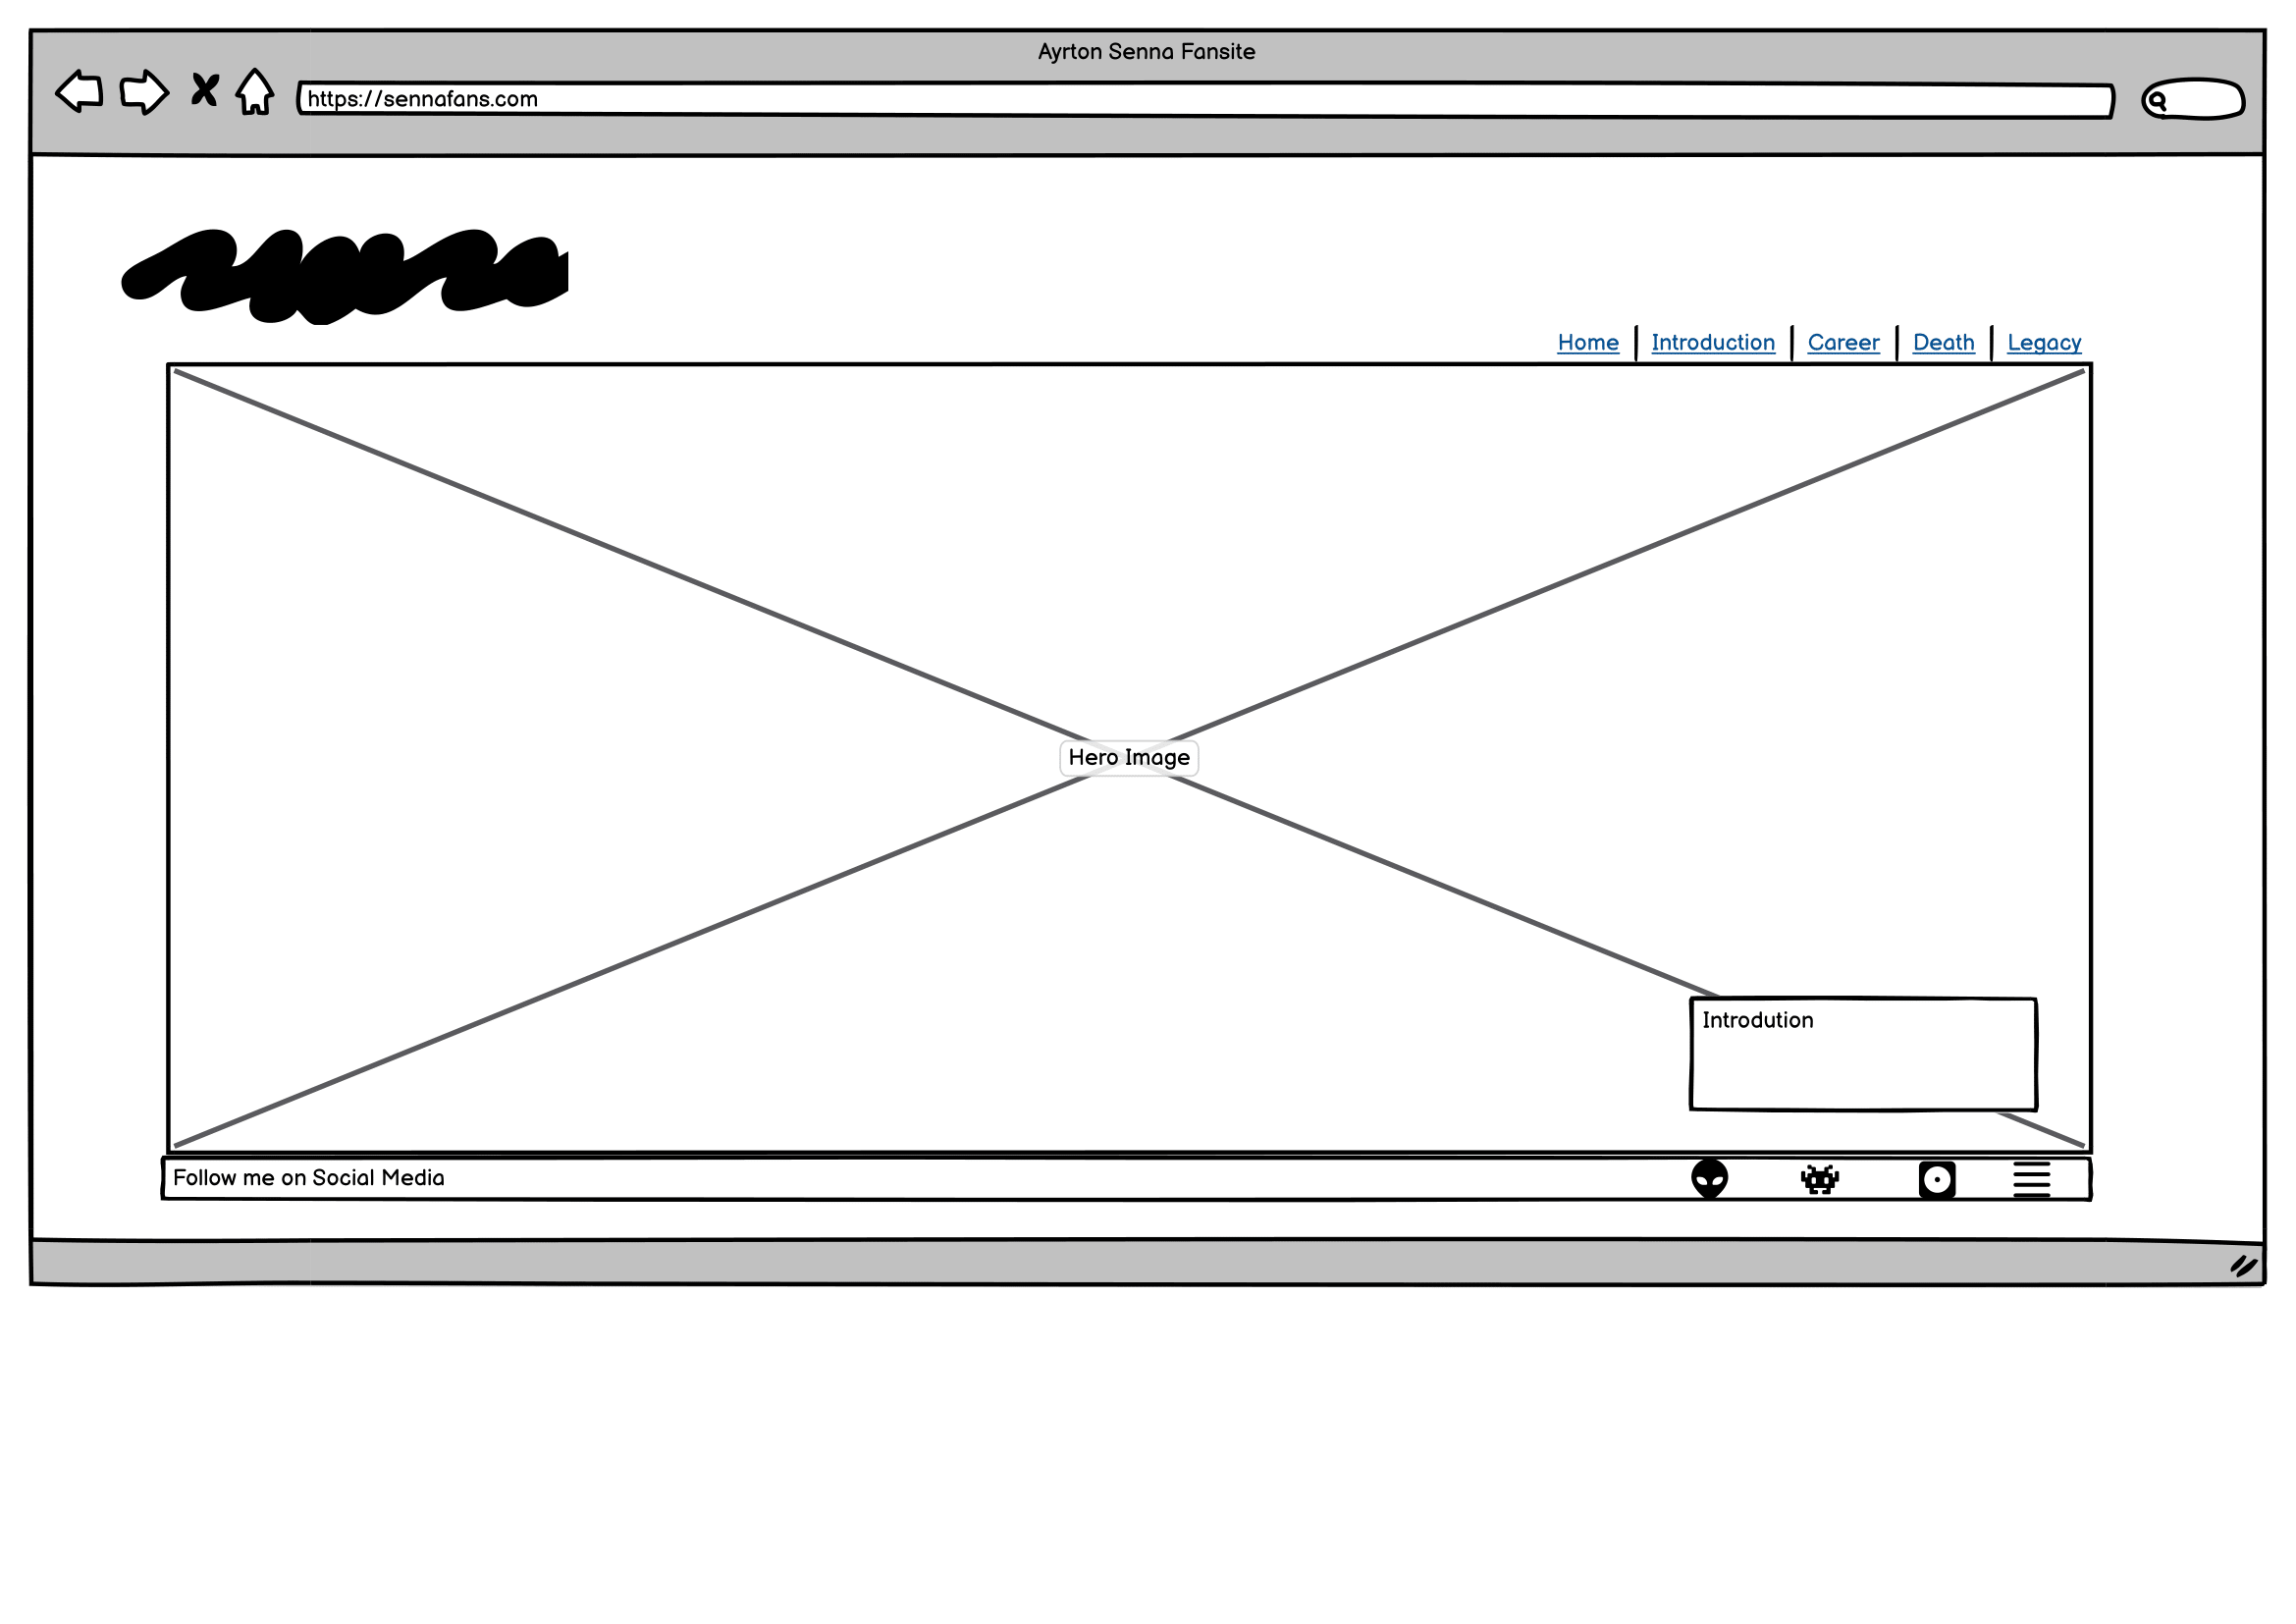 Ayrton Senna Fansite
https://sennafans.com
Home | Introduction | Career | Death | Legacy
Hero Image
Introdution
Follow me on Social Media